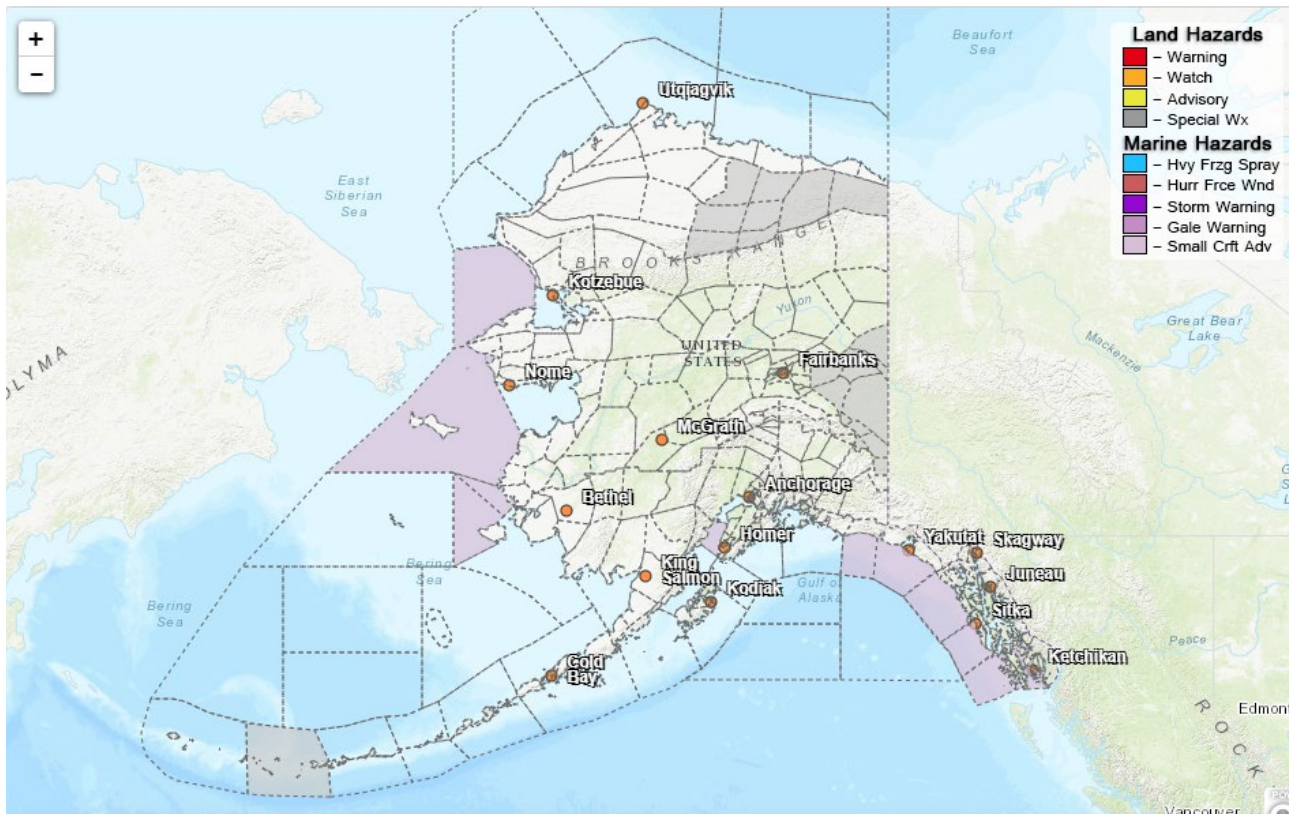 +
−
Beaufort
Sea
Land Hazards
– Warning
– Watch
– Advisory
– Special Wx
Marine Hazards
– Hvy Frzg Spray
– Hurr Frce Wnd
– Storm Warning
– Gale Warning
– Small Crft Adv
Utqiagvik
East
Siberian
Sea
BROOKS RANGE
Kotzebue
Yukon
Great Bear
Lake
Mackenzie
UNITED
STATES
OLYMA
Nome
Fairbanks
McGrath
Anchorage
Bethel
Homer
Yakutat
Skagway
Bering
Sea
King
Salmon
Kodiak
Gulf of
Alaska
Juneau
Bering
Sea
Sitka
Peace
Cold
Bay
Ketchikan
ROCK
Edmont
Vancouver